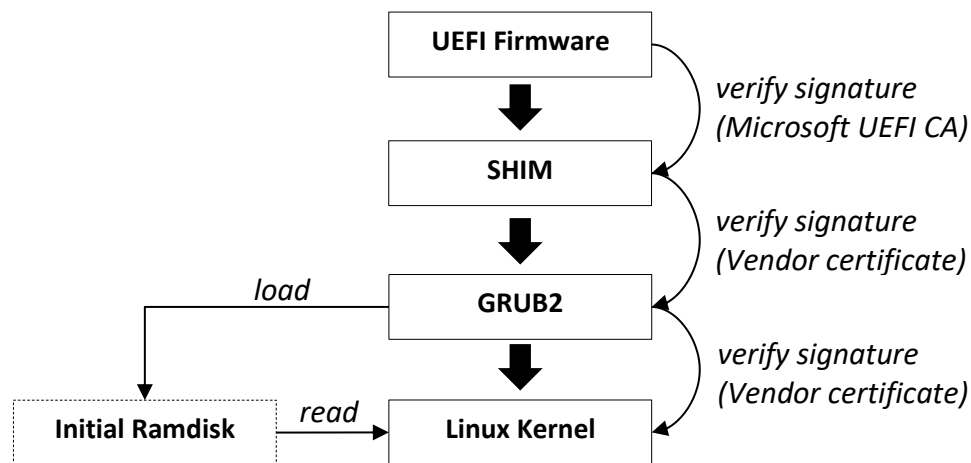 UEFI Firmware
verify signature
(Microsoft UEFI CA)
SHIM
verify signature
(Vendor certificate)
load
GRUB2
verify signature
(Vendor certificate)
Initial Ramdisk
read
Linux Kernel